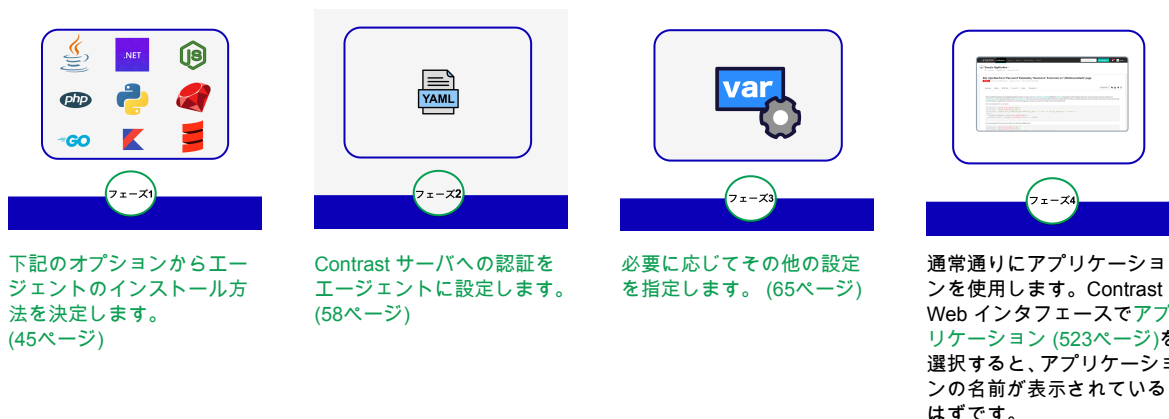 .NET
JS
php
GO
YAML
var
フェーズ1
フェーズ2
フェーズ3
フェーズ4
下記のオプションからエー
ジェントのインストール方
法を決定します。
(45ページ)
Contrast サーバへの認証を
エージェントに設定します。
(58ページ)
必要に応じてその他の設定
を指定します。 (65ページ)
通常通りにアプリケーショ
ンを使用します。Contrast
Web インタフェースでアプ
リケーション (523ページ)を
選択すると、アプリケーショ
ンの名前が表示されている
はずです。